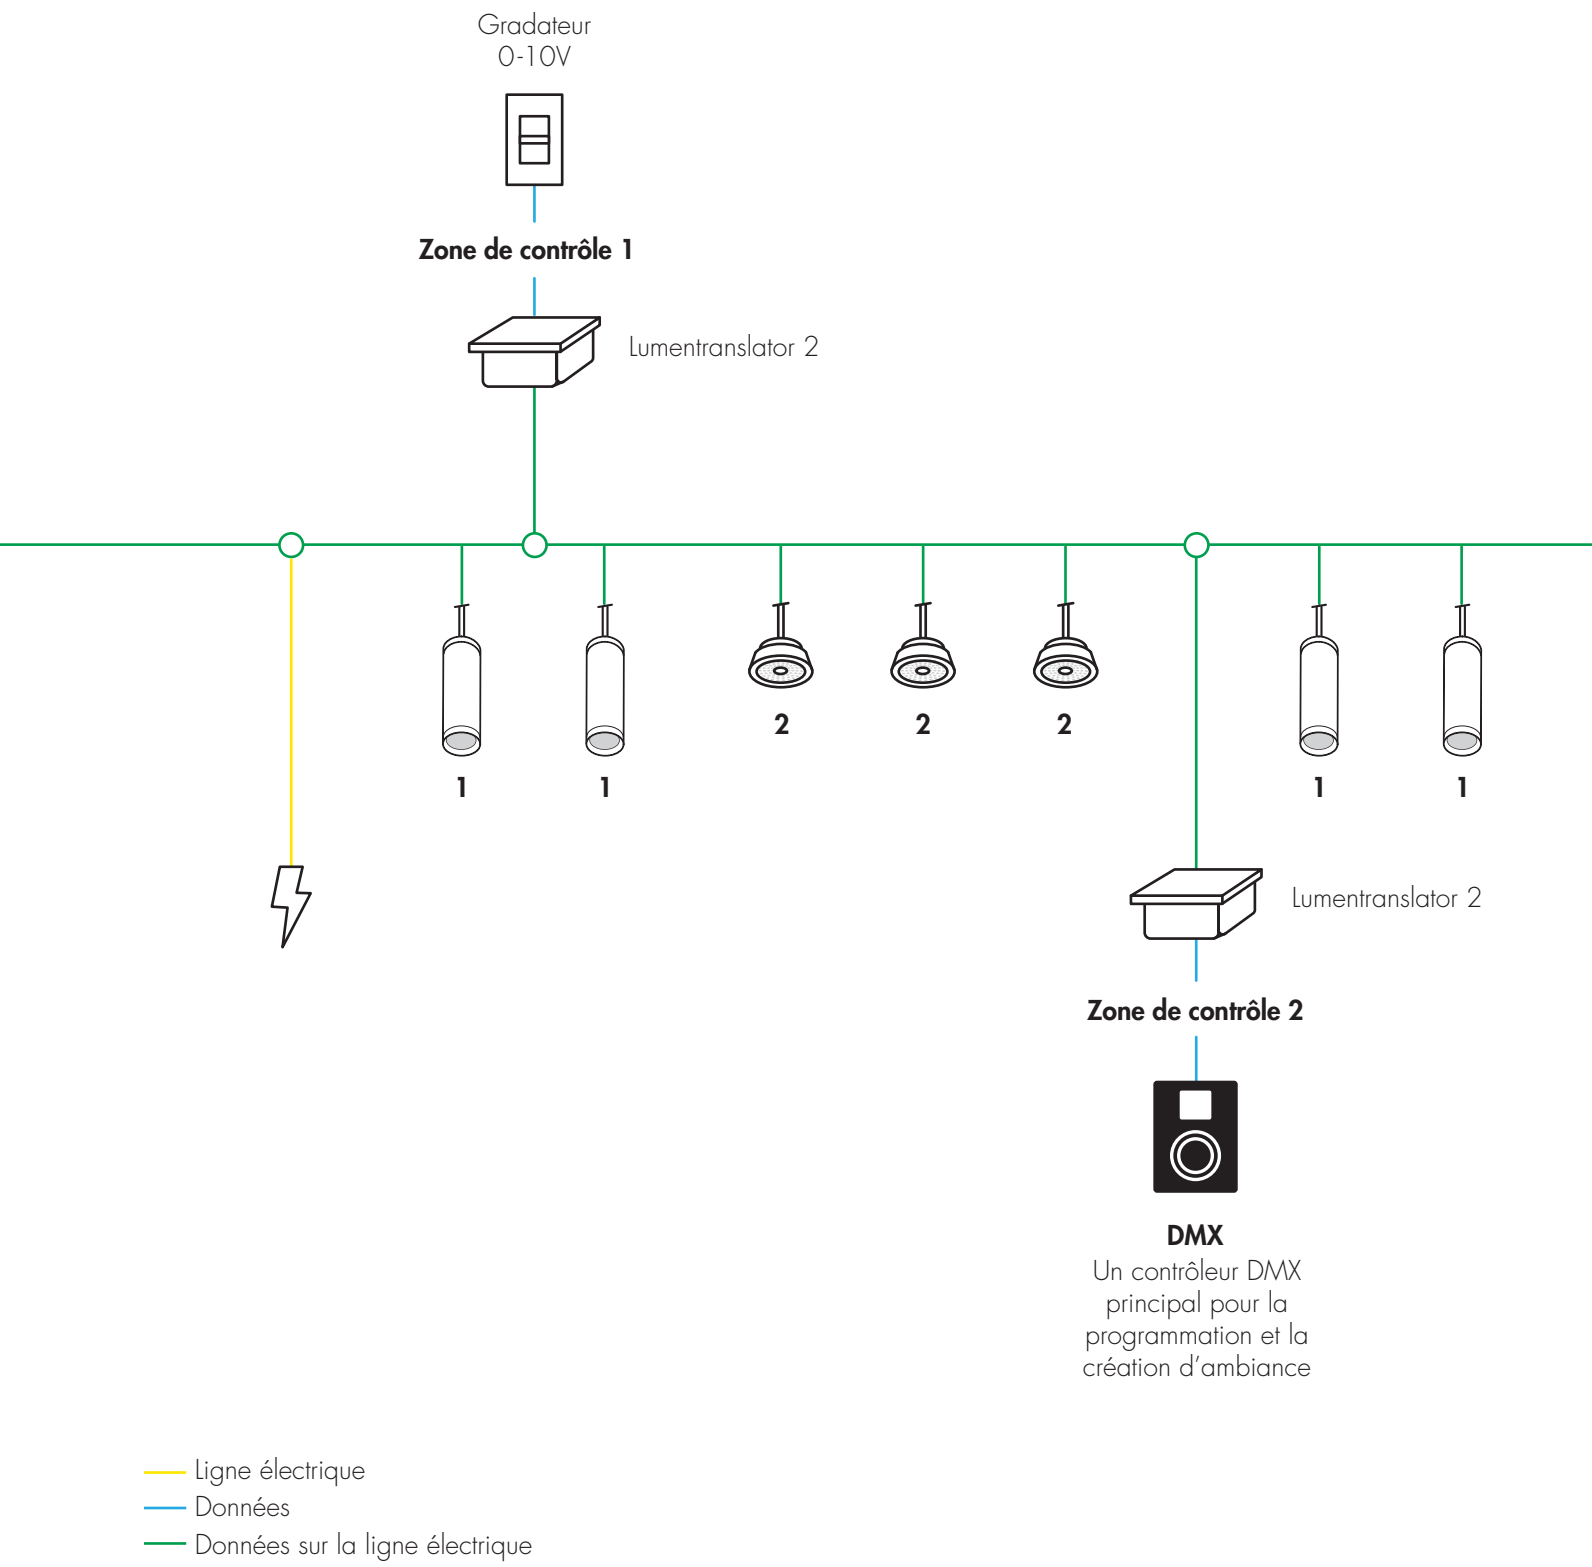 Gradateur
0-10V
Zone de contrôle 1
Lumentranslator 2
2 2 2
1 1 1 1
Lumentranslator 2
Zone de contrôle 2
DMX
Un contrôleur DMX
principal pour la
programmation et la
création d’ambiance
Ligne électrique
Données
Données sur la ligne électrique